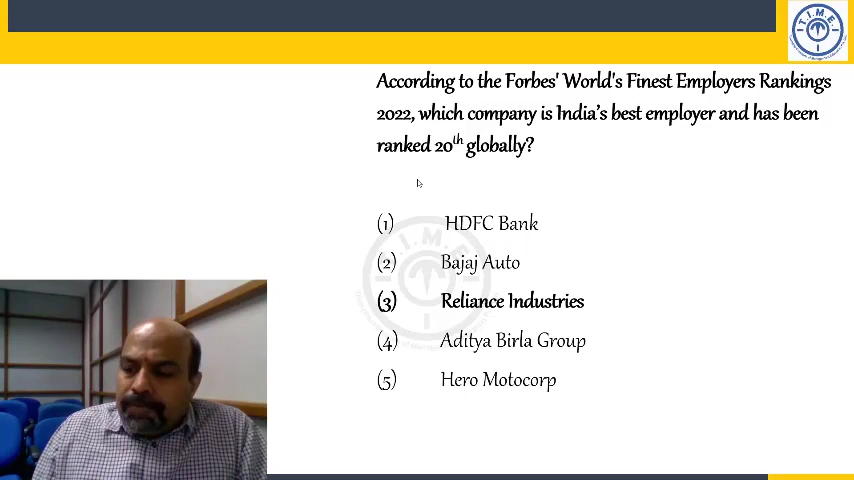 T.I.M.E.
According to the Forbes' World's Finest Employers Rankings
2022, which company is India's best employer and has been
ranked 20th globally?
(1) HDFC Bank
(2) Bajaj Auto
(3) Reliance Industries
(4) Aditya Birla Group
(5) Hero Motocorp